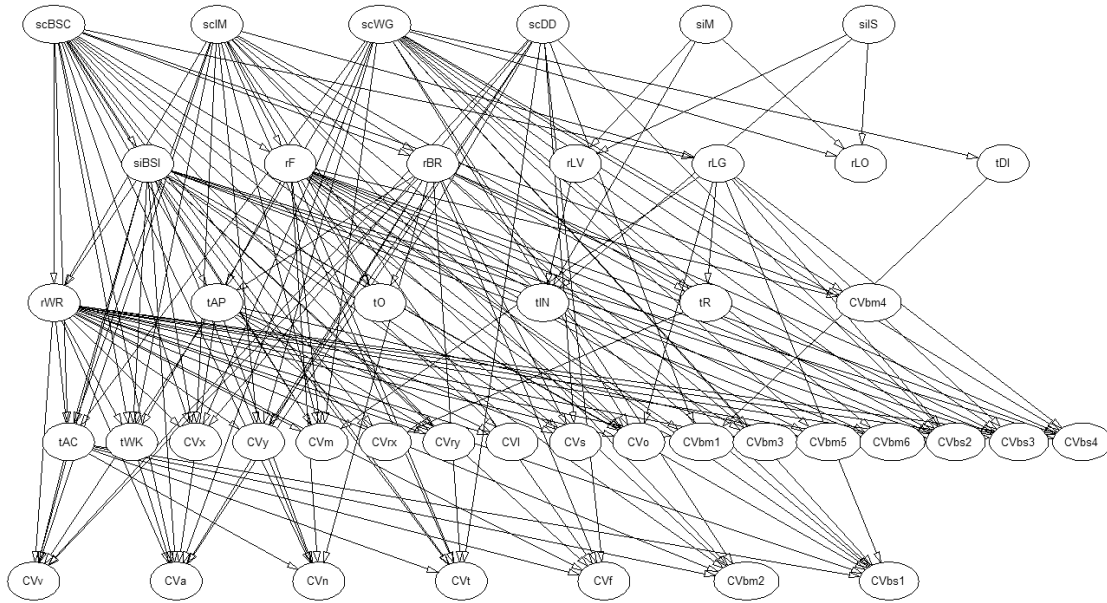 scBSC scIM scWG scDD siM siIS
siBSI rF rBR rLV rLG rLO tDI
rWR tAP tO tIN tR CVbm4
tAC tWK CVx CVy CVm CVrx CVry CVl CVs CVo CVbm1 CVbm3 CVbm5 CVbm6 CVbs2 CVbs3 CVbs4
CVv CVa CVn CVt CVf CVbm2 CVbs1